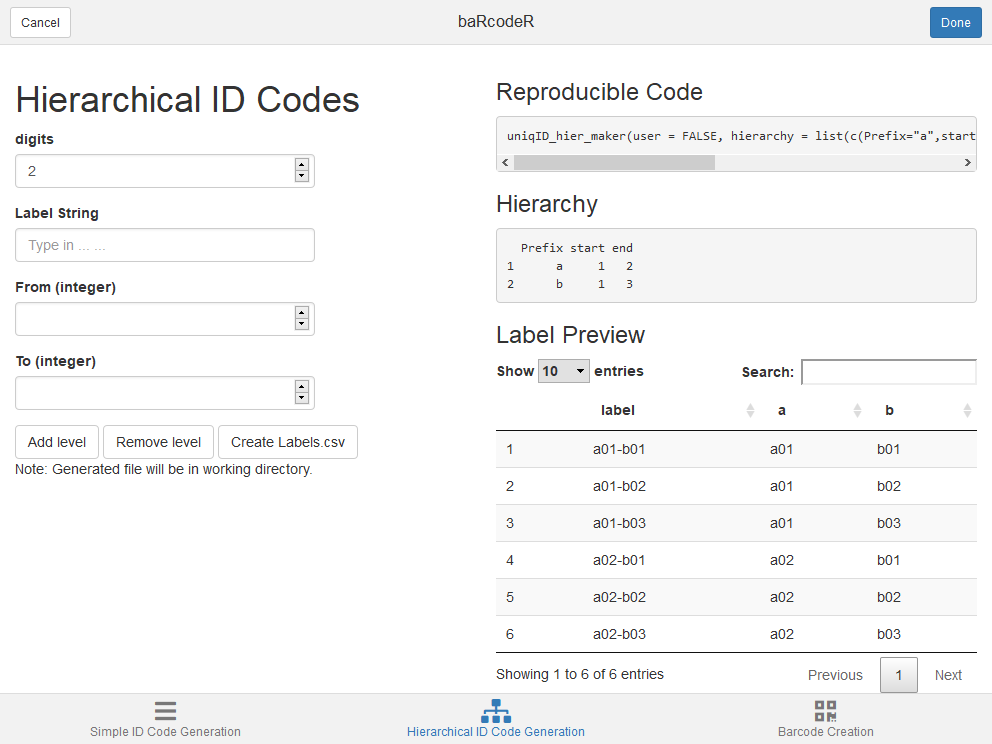 Cancel baRcodeR Done
Hierarchical ID Codes
digits
2
Label String
Type in ... ...
From (integer)
To (integer)
Add level Remove level Create Labels.csv
Note: Generated file will be in working directory.
Reproducible Code
uniqID_hier_maker(user = FALSE, hierarchy = list(c(Prefix="a",start
Hierarchy
Prefix start end
1 a 1 2
2 b 1 3
Label Preview
Show 10 entries Search:
label a b
1 a01-b01 a01 b01
2 a01-b02 a01 b02
3 a01-b03 a01 b03
4 a02-b01 a02 b01
5 a02-b02 a02 b02
6 a02-b03 a02 b03
Showing 1 to 6 of 6 entries Previous 1 Next
Simple ID Code Generation Hierarchical ID Code Generation Barcode Creation